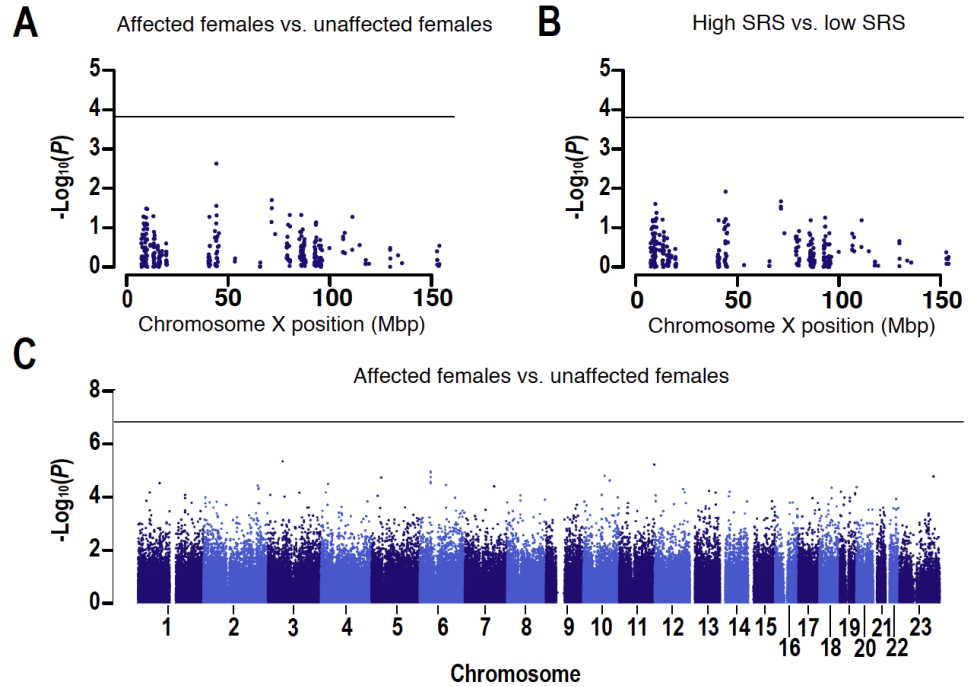 A
Affected females vs. unaffected females
5
4
3
2
1
0
-Log10(P)
0
50
100
150
Chromosome X position (Mbp)
B
High SRS vs. low SRS
5
4
3
2
1
0
-Log10(P)
0
50
100
150
Chromosome X position (Mbp)
C
Affected females vs. unaffected females
8
6
4
2
0
-Log10(P)
1 2 3 4 5 6 7 8 9 10 11 12 13 14 15 17 19 21 23
16 18 20 22
Chromosome